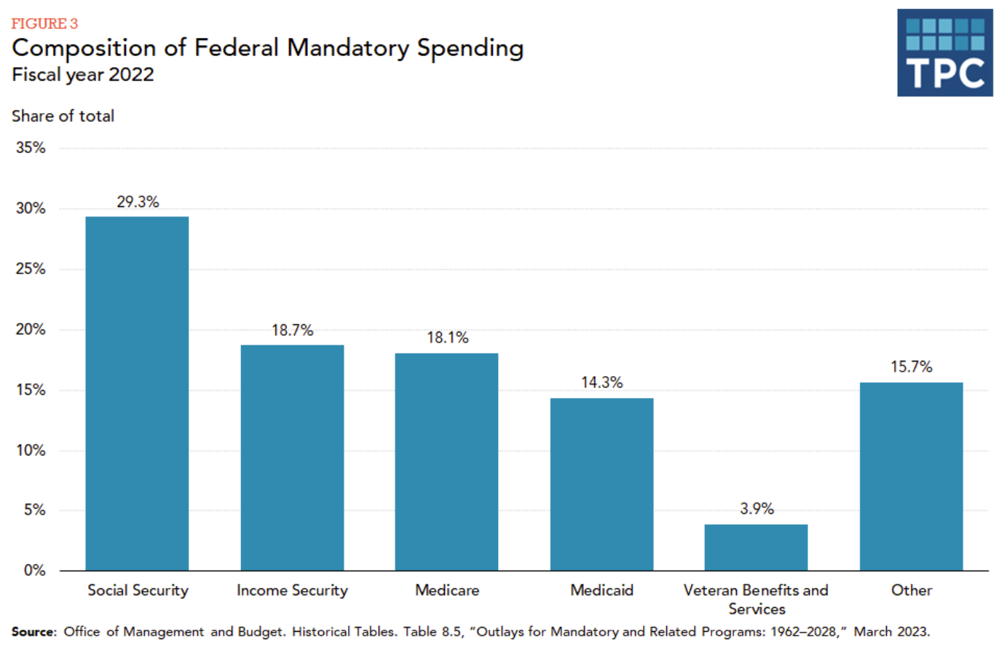 FIGURE 3
Composition of Federal Mandatory Spending
Fiscal year 2022
TPC
Share of total
35%
30%
25%
20%
15%
10%
5%
0%
29.3%
18.7%
18.1%
14.3%
3.9%
15.7%
Social Security
Income Security
Medicare
Medicaid
Veteran Benefits and
Services
Other
Source: Office of Management and Budget. Historical Tables. Table 8.5, “Outlays for Mandatory and Related Programs: 1962–2028,” March 2023.